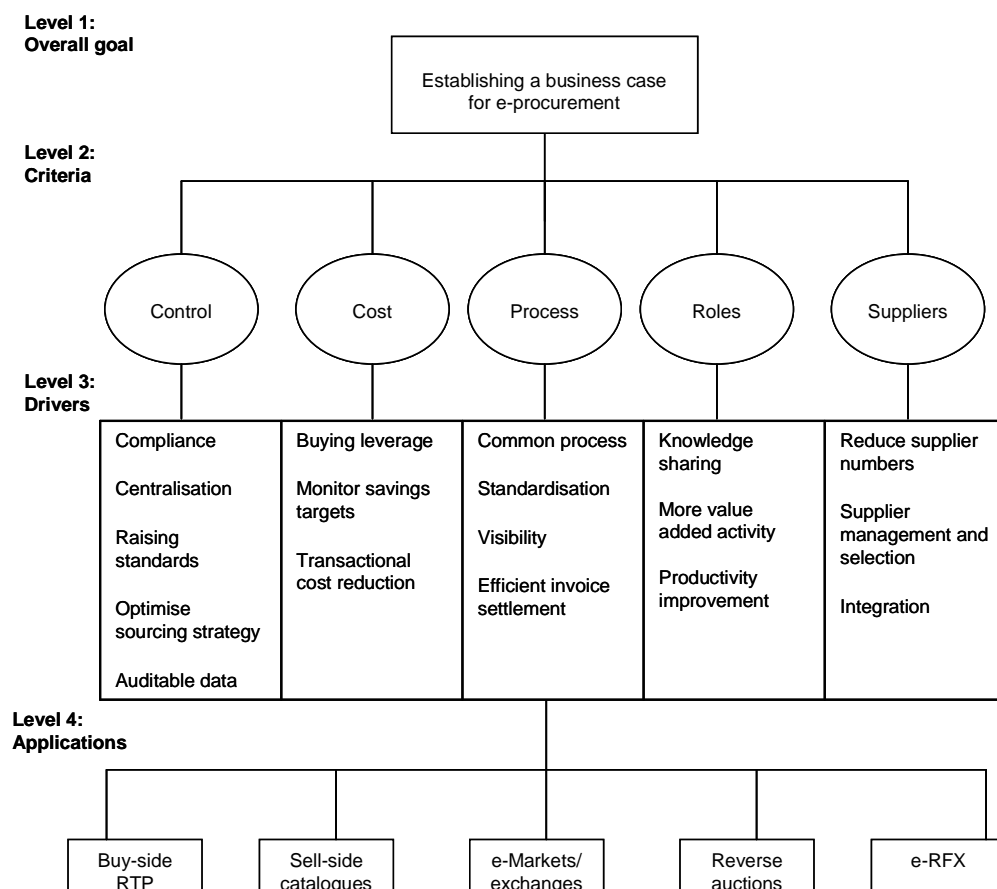 Level 1:
Overall goal
Establishing a business case
for e-procurement
Level 2:
Criteria
Control
Cost
Process
Roles
Suppliers
Level 3:
Drivers
Compliance
Centralisation
Raising
standards
Optimise
sourcing strategy
Auditable data
Buying leverage
Monitor savings
targets
Transactional
cost reduction
Common process
Standardisation
Visibility
Efficient invoice
settlement
Knowledge
sharing
More value
added activity
Productivity
improvement
Reduce supplier
numbers
Supplier
management and
selection
Integration
Level 4:
Applications
Buy-side
RTP
Sell-side
catalogues
e-Markets/
exchanges
Reverse
auctions
e-RFX